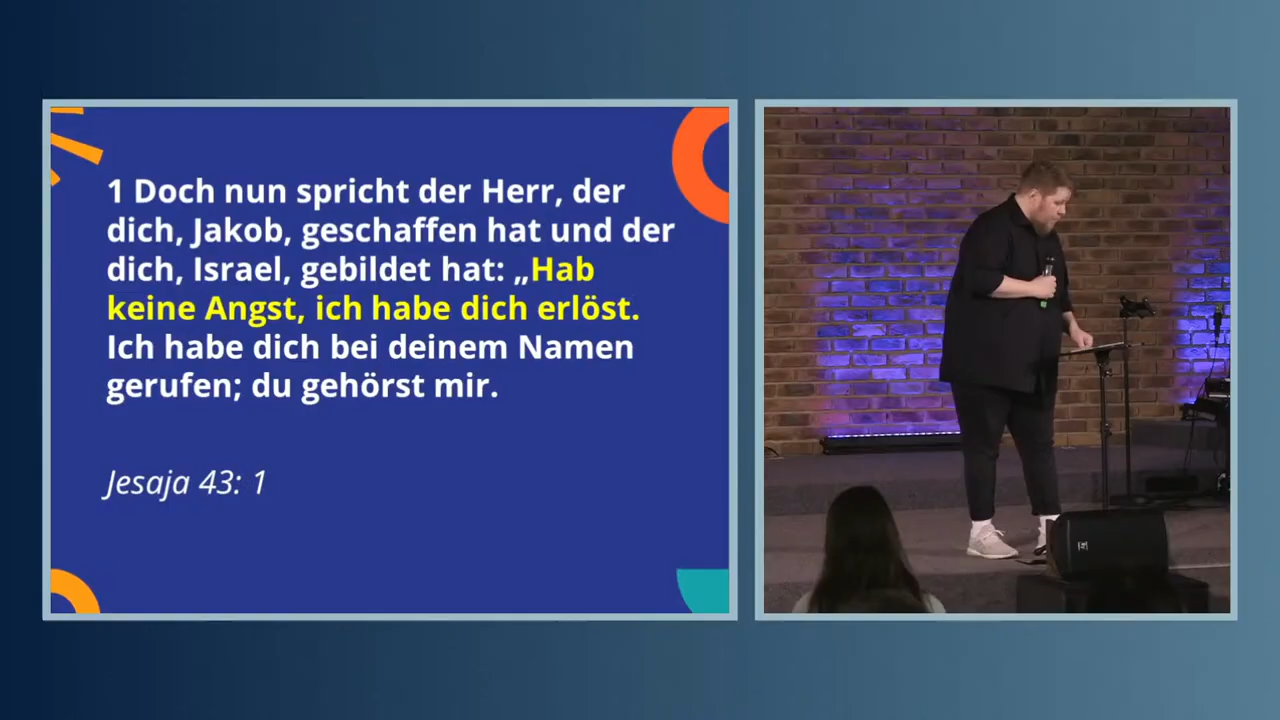 1 Doch nun spricht der Herr, der
dich, Jakob, geschaffen hat und der
dich, Israel, gebildet hat: „Hab
keine Angst, ich habe dich erlöst.
Ich habe dich bei deinem Namen
gerufen; du gehörst mir.
Jesaja 43: 1